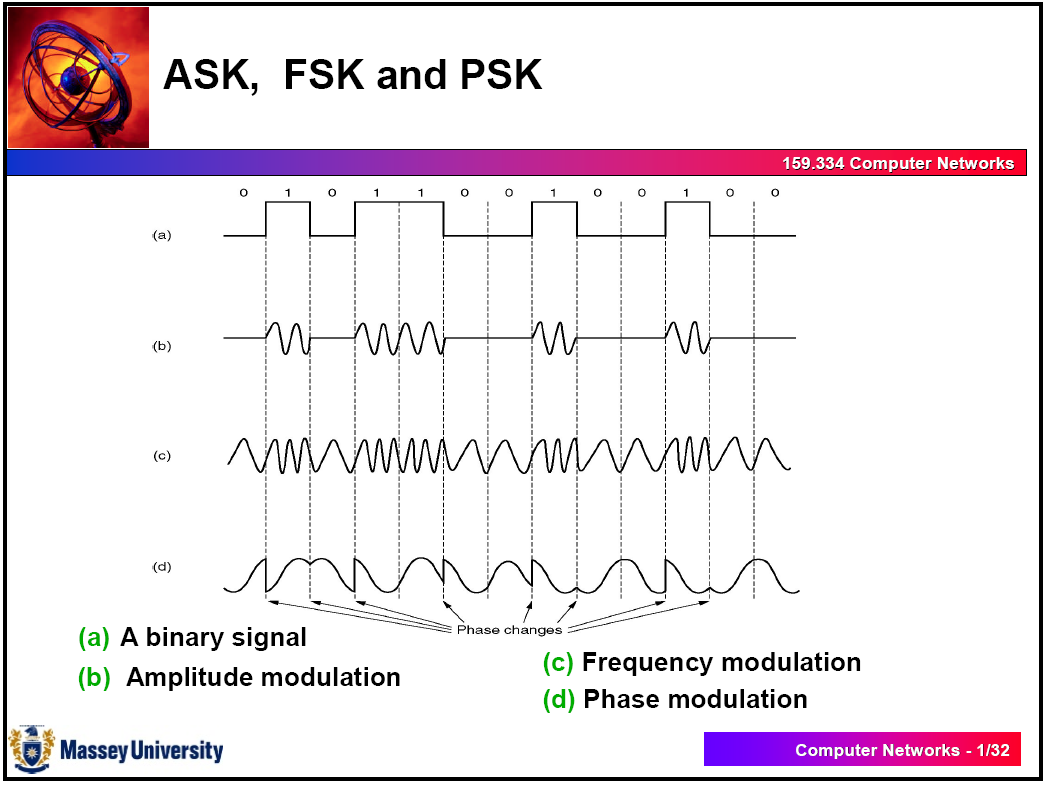 ASK,  FSK and PSK
159.334 Computer Networks
0 1 0 1 1 0 0 1 0 0 1 0 0
(a)
(b)
(c)
(d)
Phase changes
(a) A binary signal
(b) Amplitude modulation
(c) Frequency modulation
(d) Phase modulation
Massey University
Computer Networks - 1/32